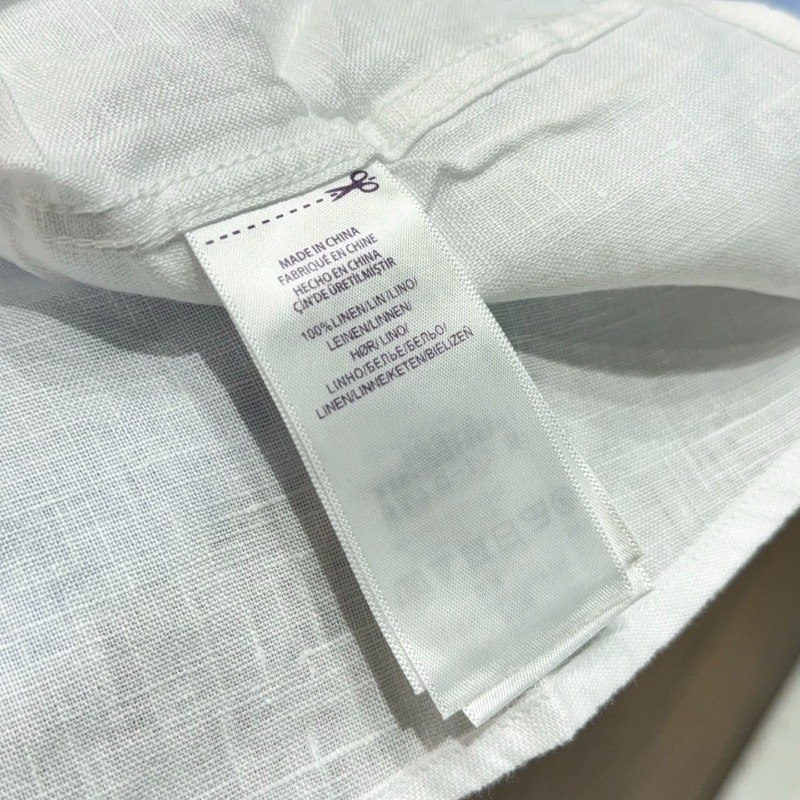 MADE IN CHINA
FABRIQUÉ EN CHINE
HECHO EN CHINA
ÇİN'DE ÜRETİLMİŞTİR
100% LINEN/LIN/LINO/
LEINEN/LINNEN/
HØR/LINO/
LINHO/БЕЛЬЕ/БЕЛЬО/
LINEN/LINNE/KETEN/BIELIZEŇ